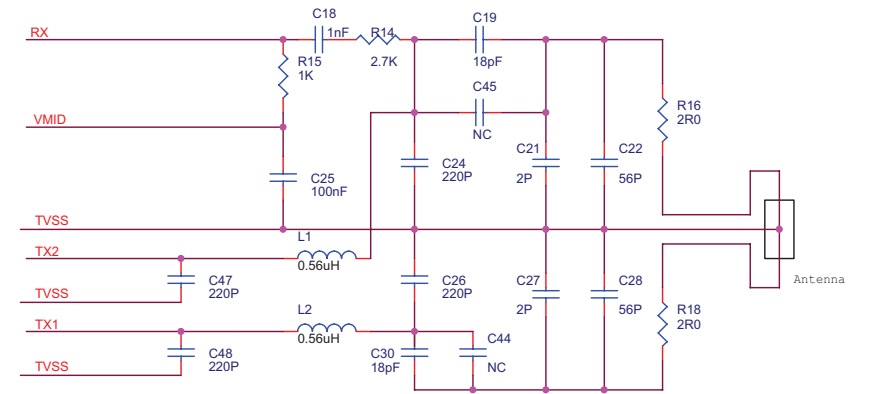 C18
C19
RX
1nF
R14
R15
1K
2.7K
18pF
C45
R16
2R0
VMID
NC
C21
C22
C24
220P
C25
100nF
2P
56P
TVSS
L1
TX2
0.56uH
C47
220P
C26
220P
C27
C28
Antenna
TVSS
2P
56P
L2
R18
2R0
TX1
0.56uH
C44
C48
220P
C30
18pF
NC
TVSS